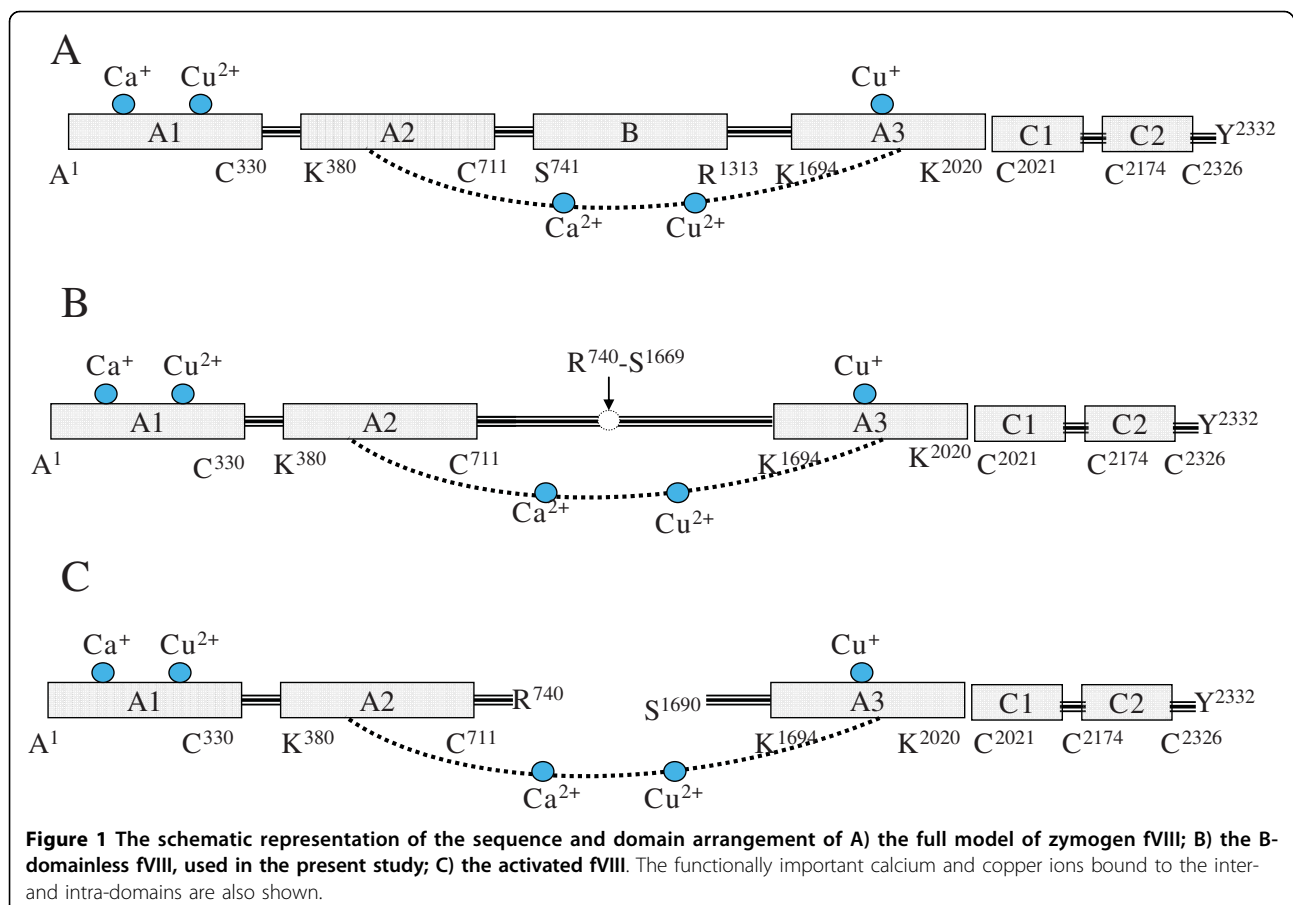 A
Ca⁺ Cu²⁺ Cu⁺
A1 A2 B A3 C1 C2 Y²³³²
A¹ C³³⁰ K³⁸⁰ C⁷¹¹ S⁷⁴¹ R¹³¹³ K¹⁶⁹⁴ K²⁰²⁰ C²⁰²¹ C²¹⁷⁴ C²³²⁶
Ca²⁺ Cu²⁺
B
R⁷⁴⁰-S¹⁶⁶⁹
Ca⁺ Cu²⁺ Cu⁺
A1 A2 A3 C1 C2 Y²³³²
A¹ C³³⁰ K³⁸⁰ C⁷¹¹ K¹⁶⁹⁴ K²⁰²⁰ C²⁰²¹ C²¹⁷⁴ C²³²⁶
Ca²⁺ Cu²⁺
C
Ca⁺ Cu²⁺ Cu⁺
A1 A2 R⁷⁴⁰ S¹⁶⁹⁰ A3 C1 C2 Y²³³²
A¹ C³³⁰ K³⁸⁰ C⁷¹¹ K¹⁶⁹⁴ K²⁰²⁰ C²⁰²¹ C²¹⁷⁴ C²³²⁶
Ca²⁺ Cu²⁺
Figure 1 The schematic representation of the sequence and domain arrangement of A) the full model of zymogen fVIII; B) the B-
domainless fVIII, used in the present study; C) the activated fVIII. The functionally important calcium and copper ions bound to the inter-
and intra-domains are also shown.